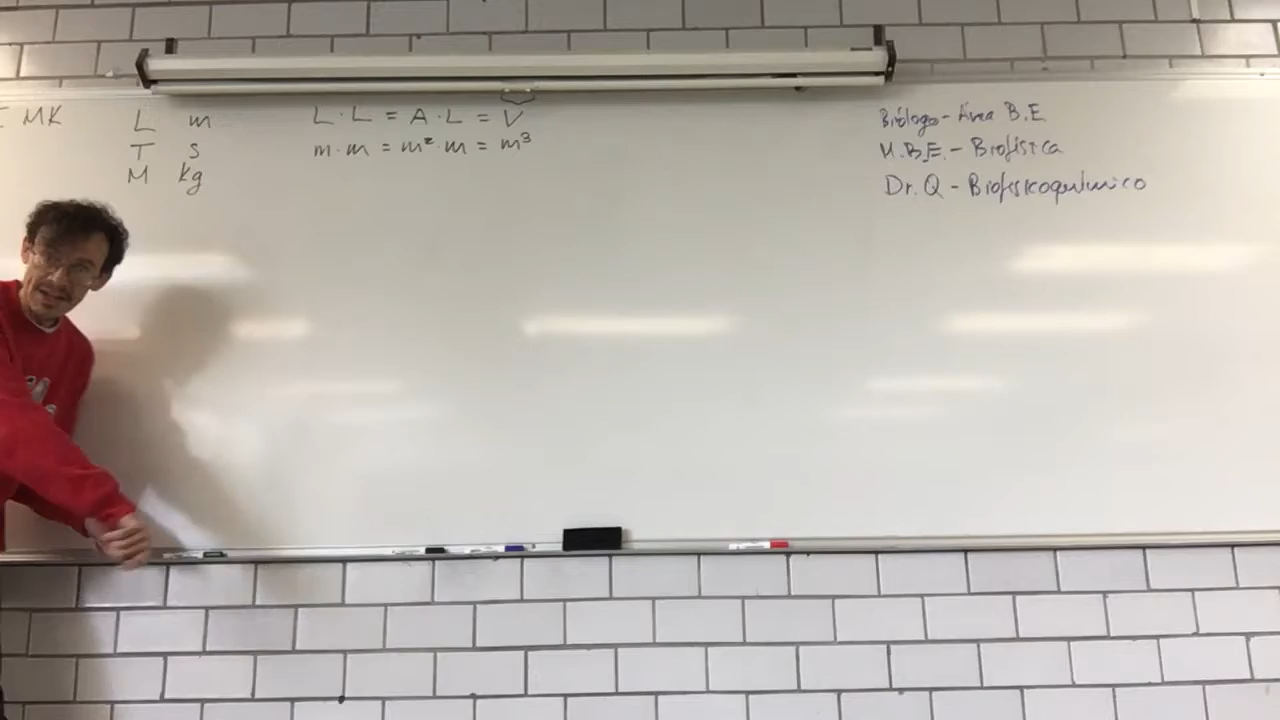 MK
L m
T s
M kg
L · L = A · L = V
m · m = m² · m = m³
Biólogo - Área B.E
M.B.E. - Biofísica
Dr. Q - Biofisicoquímico